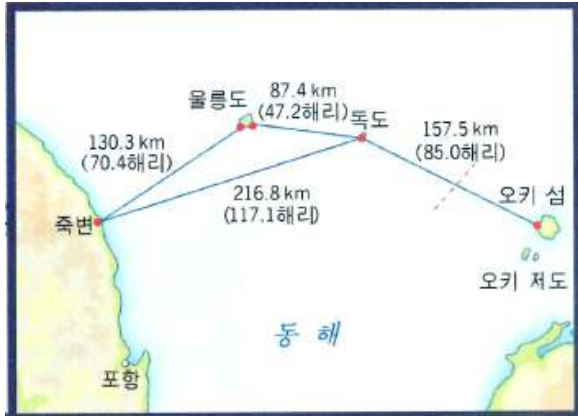 울릉도
87.4 km
(47.2해리)
독도
130.3 km
(70.4해리)
157.5 km
(85.0해리)
216.8 km
(117.1해리)
오키 섬
죽변
오키 저도
동 해
포항